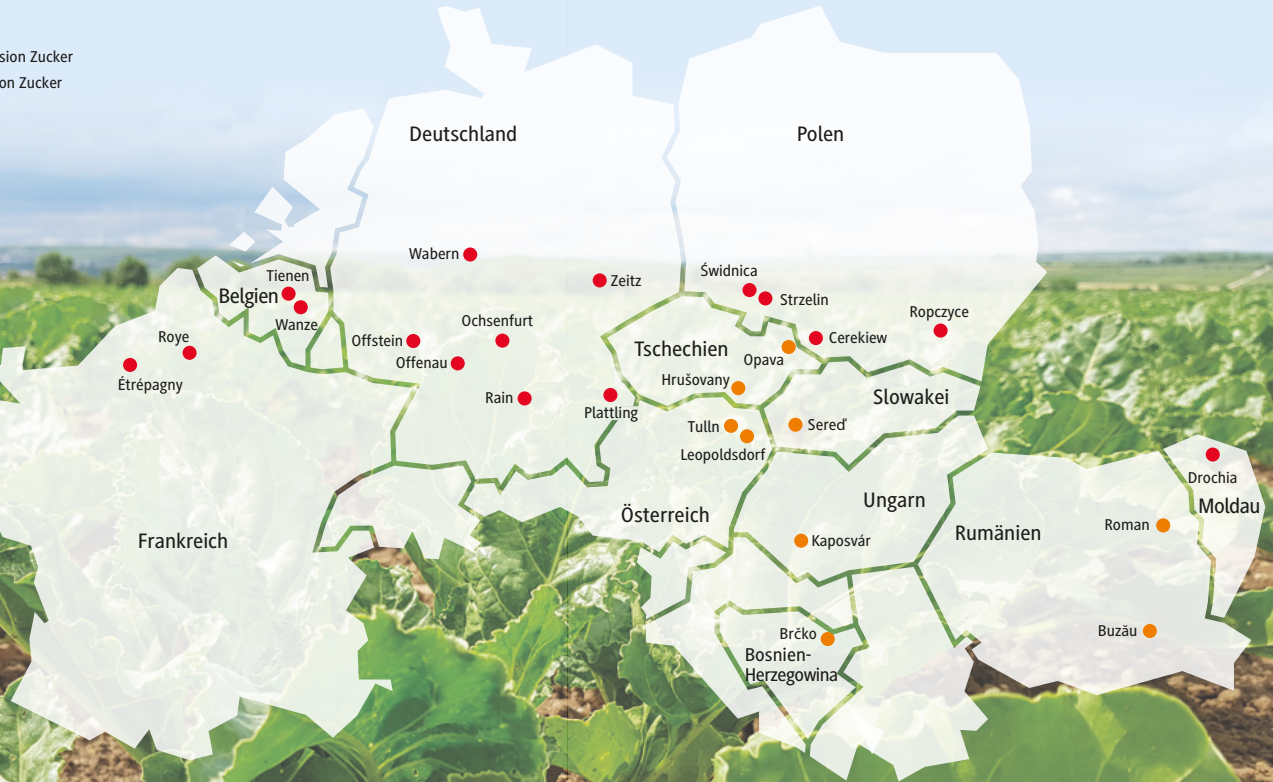 sion Zucker
on Zucker
Deutschland
Polen
Wabern
Zeitz
Świdnica
Strzelin
Tienen
Belgien
Wanze
Roye
Étrépagny
Offstein
Ochsenfurt
Offenau
Rain
Plattling
Tschechien
Opava
Cerekiew
Ropczyce
Hrušovany
Slowakei
Tulln
Sereď
Leopoldsdorf
Drochia
Moldau
Österreich
Ungarn
Frankreich
Rumänien
Roman
Kaposvár
Brčko
Buzău
Bosnien-
Herzegowina